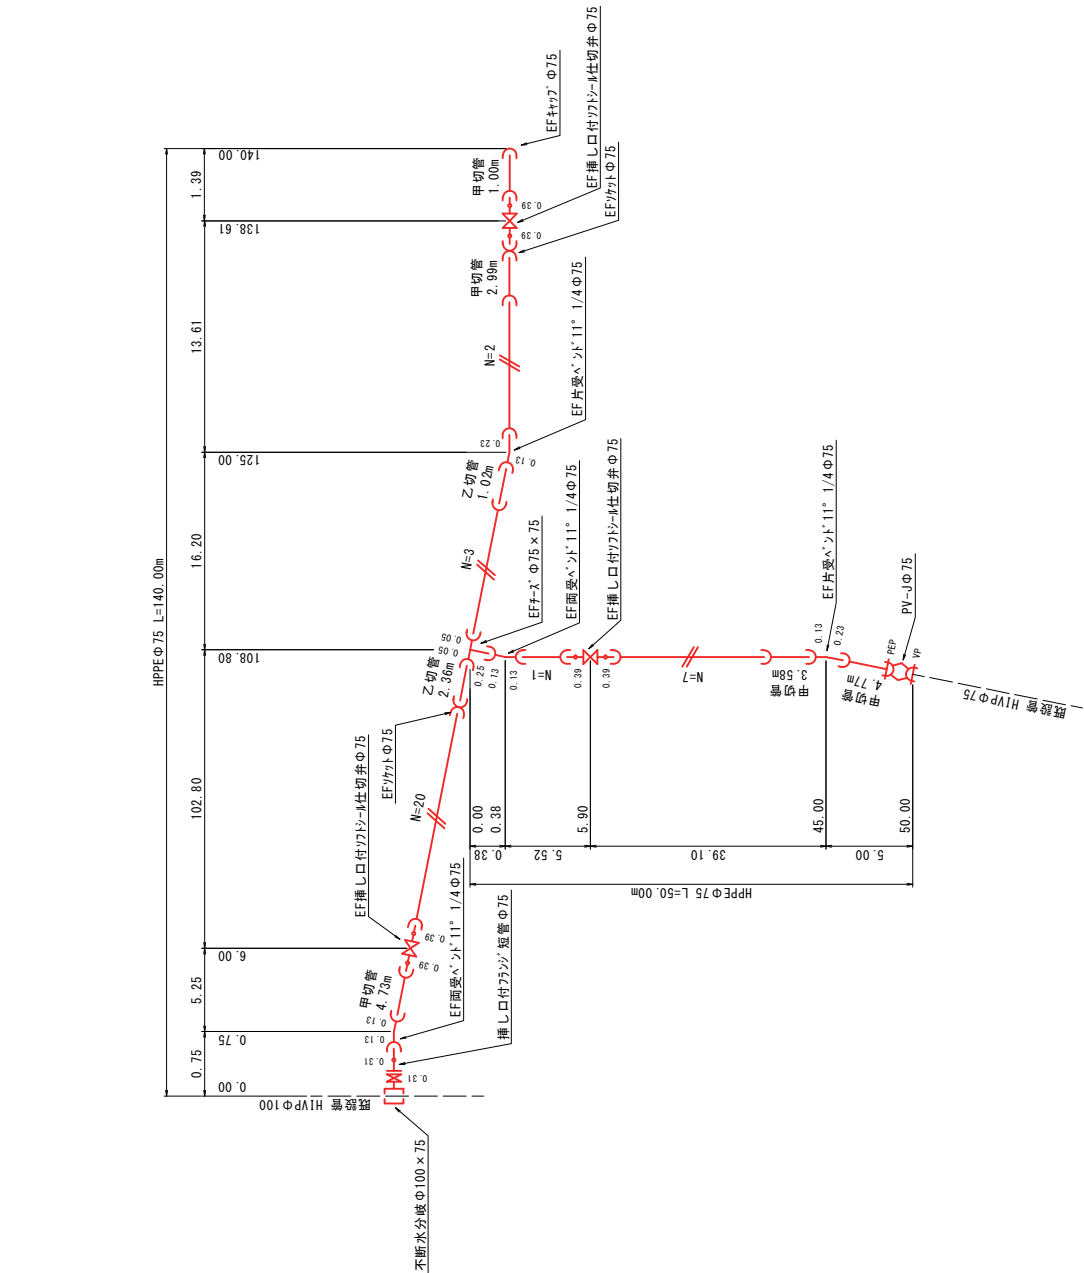 HPPEΦ75 L=140.00m
1.39
13.61
16.20
102.80
5.25
0.75
140.00
138.61
125.00
108.80
6.00
0.75
0.00
EFキャップ Φ75
EF挿し口付ソフトシール仕切弁Φ75
EFソケットΦ75
甲切管
1.00m
0.39
0.39
甲切管
2.99m
N=2
EF片受ベンド11° 1/4Φ75
0.23
0.13
乙切管
1.02m
N=3
EFチーズ Φ75×75
EF両受ベンド11° 1/4Φ75
EF挿し口付ソフトシール仕切弁Φ75
0.05
0.05
乙切管
2.36m
0.25
0.13
0.13
N=1
0.39
0.39
N=7
甲切管
3.58m
EF片受ベンド11° 1/4Φ75
0.13
0.23
甲切管
4.77m
PEP
VP
PV-JΦ75
既設管 HIVPΦ75
EFソケットΦ75
EF挿し口付ソフトシール仕切弁Φ75
N=20
0.39
0.39
甲切管
4.73m
0.13
0.13
0.31
0.31
EF両受ベンド11° 1/4Φ75
挿し口付フランジ短管Φ75
既設管 HIVPΦ100
不断水分岐Φ100×75
0.00
0.38
5.90
45.00
50.00
0.38
5.52
39.10
5.00
HPPEΦ75 L=50.00m